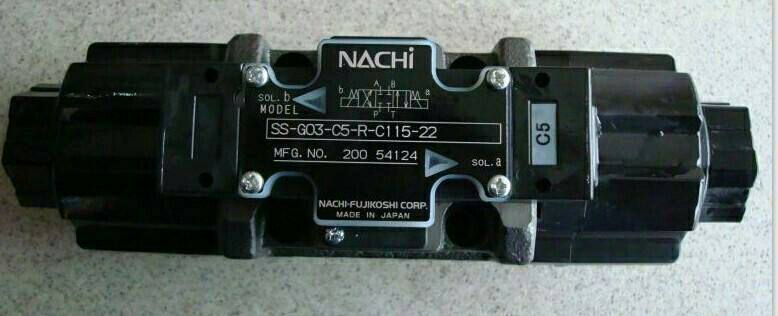 NACHi
A B
b a
P T
SOL.b
MODEL
SS-G03-C5-R-C115-22
MFG.NO. 200 54124
SOL.a
NACHI-FUJIKOSHI CORP.
MADE IN JAPAN
C5